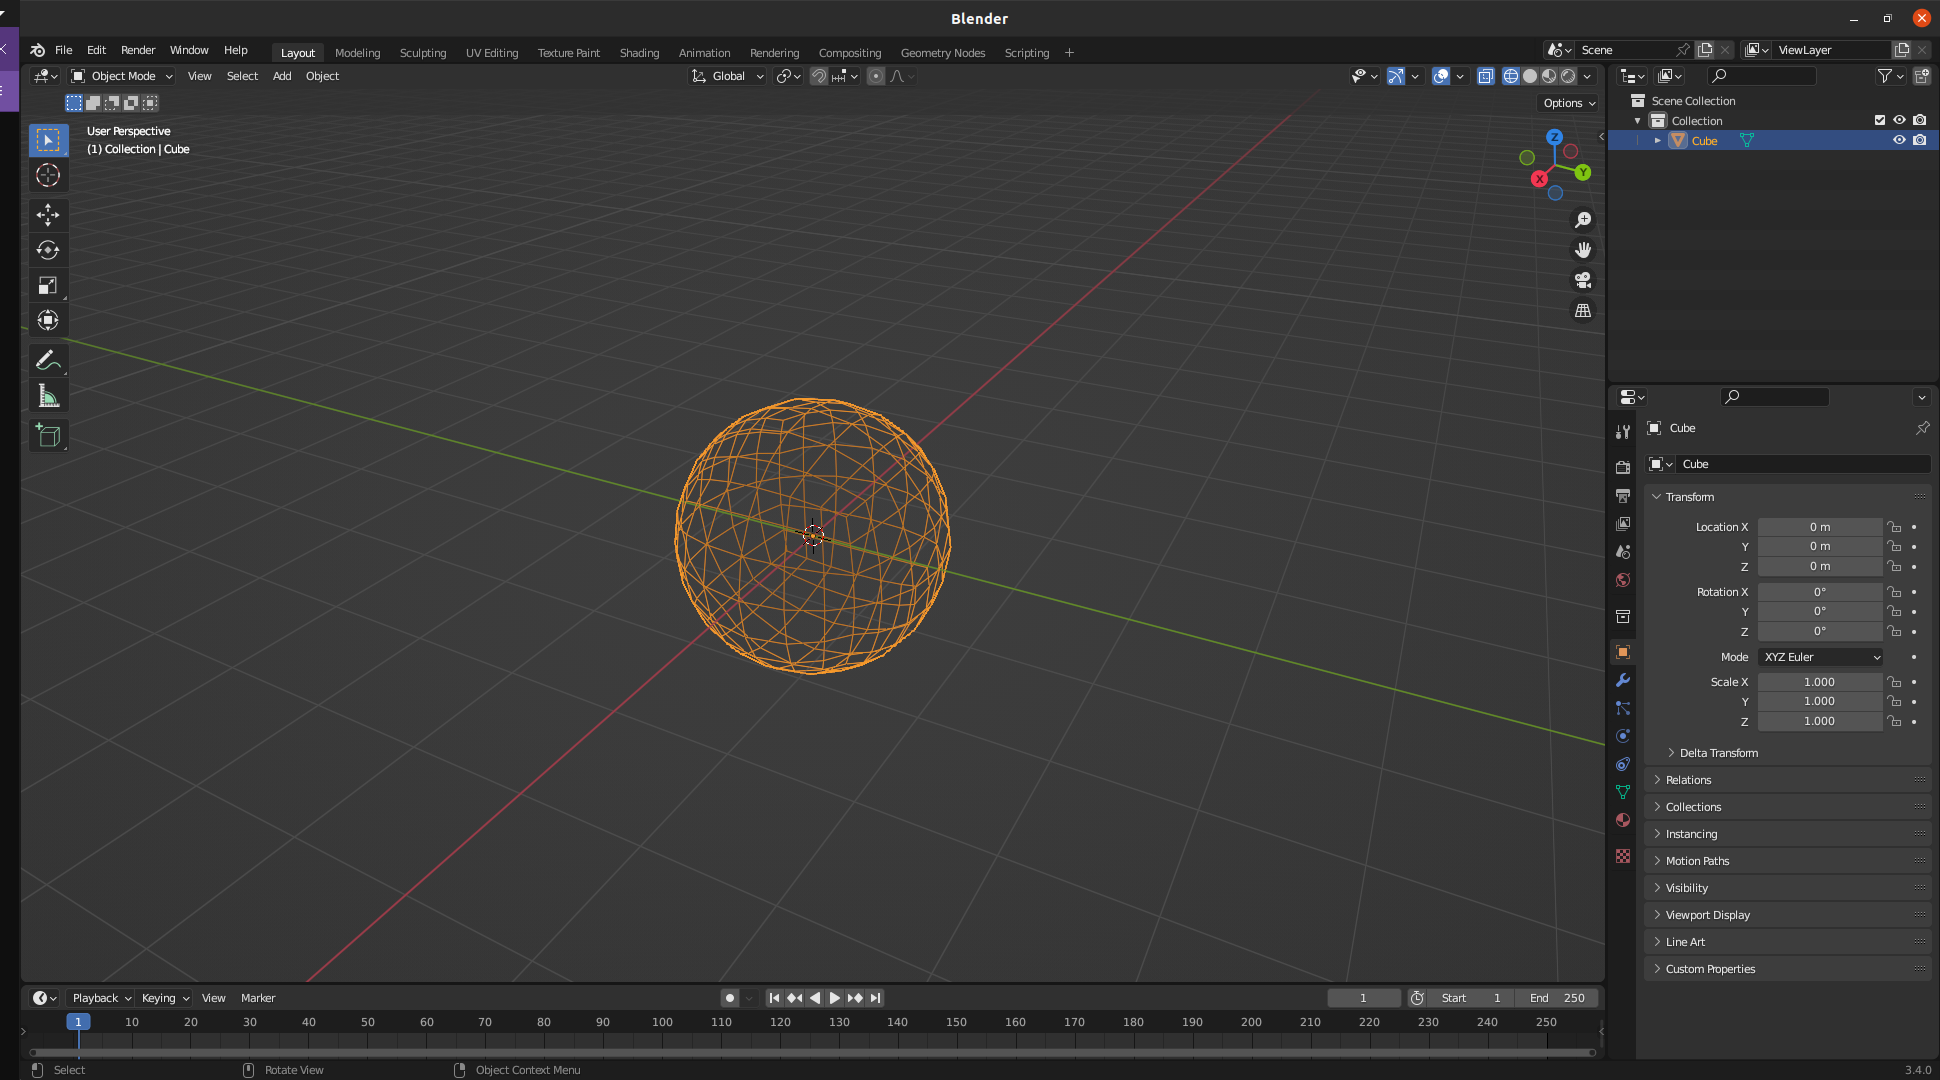 Blender
File Edit Render Window Help Layout Modeling Sculpting UV Editing Texture Paint Shading Animation Rendering Compositing Geometry Nodes Scripting + Scene ViewLayer
Object Mode View Select Add Object Global
Options
User Perspective
(1) Collection | Cube
Z
Y
X
Scene Collection
Collection
Cube
Cube
Cube
Transform
Location X 0 m
Y 0 m
Z 0 m
Rotation X 0°
Y 0°
Z 0°
Mode XYZ Euler
Scale X 1.000
Y 1.000
Z 1.000
Delta Transform
Relations
Collections
Instancing
Motion Paths
Visibility
Viewport Display
Line Art
Custom Properties
Playback Keying View Marker 1 Start 1 End 250
1 10 20 30 40 50 60 70 80 90 100 110 120 130 140 150 160 170 180 190 200 210 220 230 240 250
Select Rotate View Object Context Menu 3.4.0